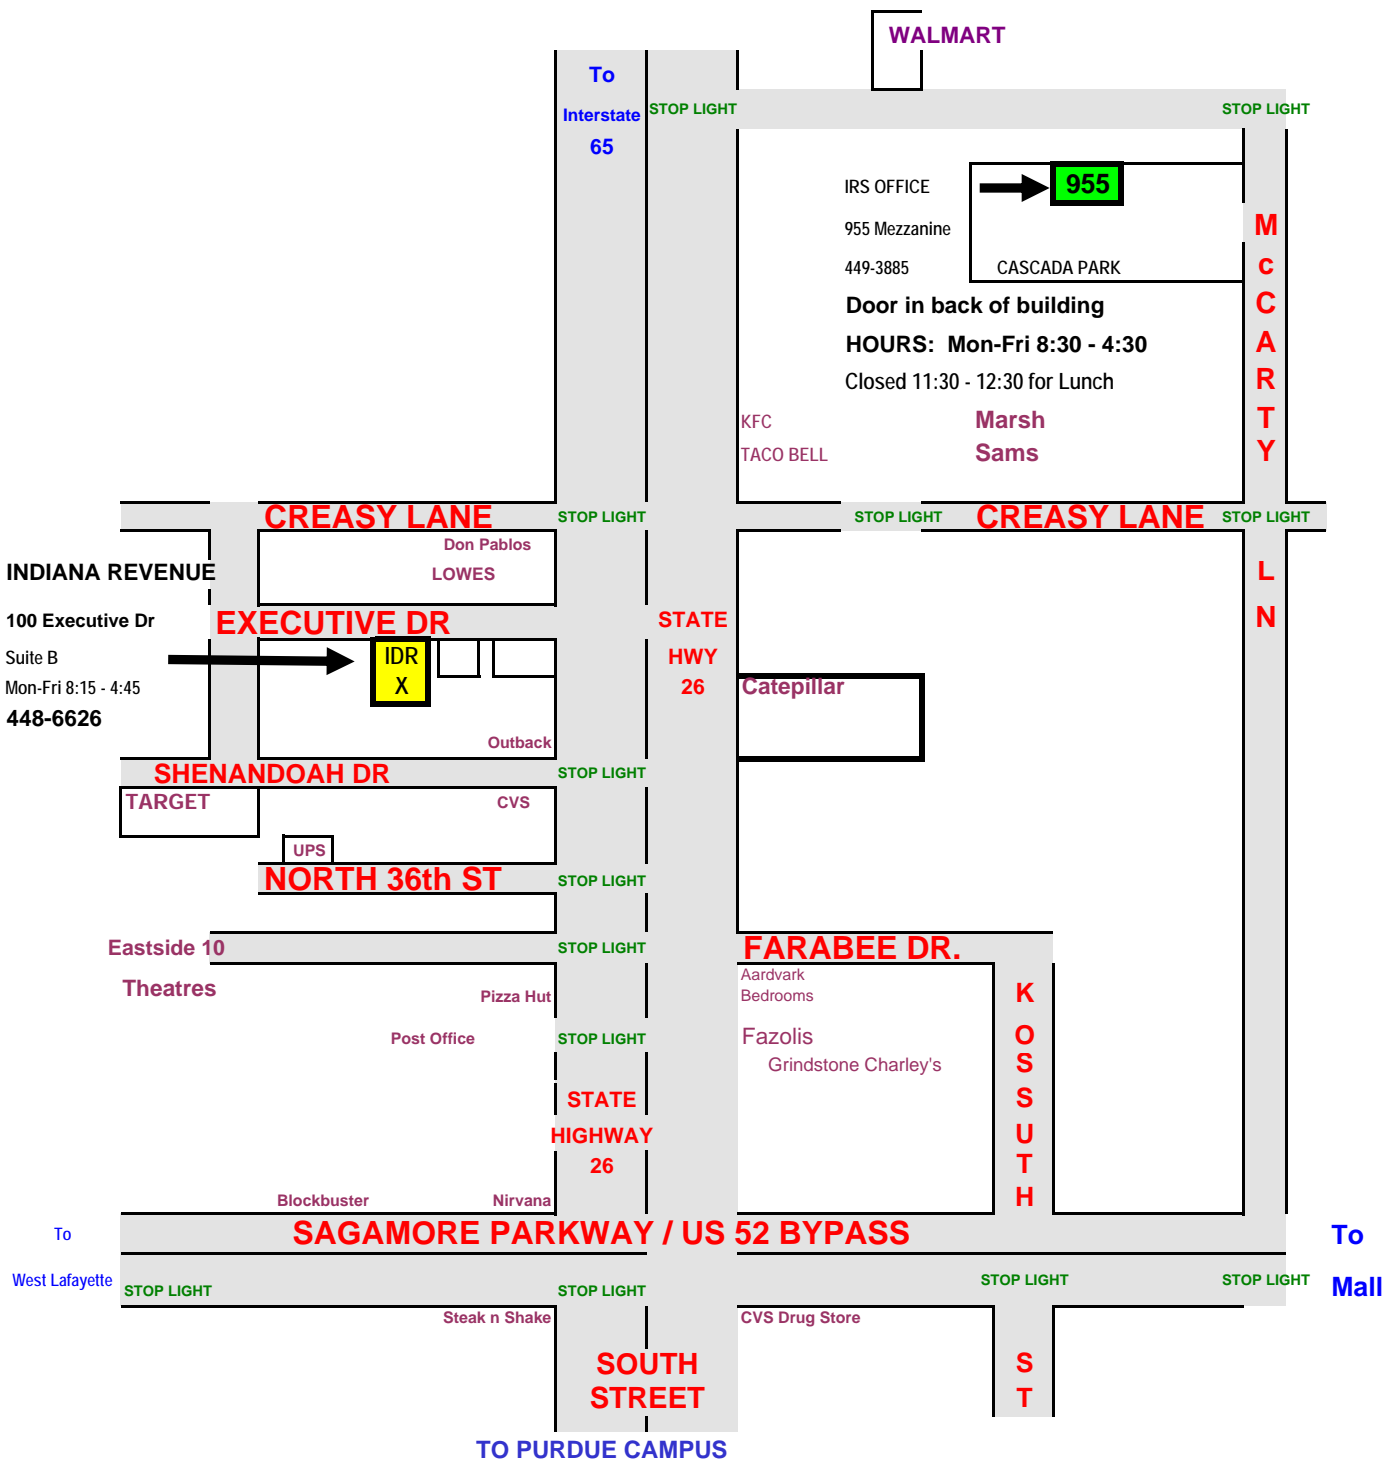 WALMART
To
Interstate
65
STOP LIGHT
STOP LIGHT
IRS OFFICE
955
955 Mezzanine
449-3885
CASCADA PARK
Door in back of building
HOURS: Mon-Fri 8:30 - 4:30
Closed 11:30 - 12:30 for Lunch
KFC
Marsh
TACO BELL
Sams
McCARTY
CREASY LANE
STOP LIGHT
STOP LIGHT
CREASY LANE
STOP LIGHT
Don Pablos
LOWES
LN
INDIANA REVENUE
100 Executive Dr
Suite B
Mon-Fri 8:15 - 4:45
448-6626
EXECUTIVE DR
IDR
X
STATE
HWY
26
Catepillar
Outback
SHENANDOAH DR
STOP LIGHT
TARGET
CVS
UPS
NORTH 36th ST
STOP LIGHT
Eastside 10
Theatres
STOP LIGHT
FARABEE DR.
Aardvark
Bedrooms
Pizza Hut
Post Office
STOP LIGHT
Fazolis
Grindstone Charley's
KOSSUTH
STATE
HIGHWAY
26
Blockbuster
Nirvana
To
West Lafayette
SAGAMORE PARKWAY / US 52 BYPASS
To
Mall
STOP LIGHT
STOP LIGHT
STOP LIGHT
STOP LIGHT
Steak n Shake
CVS Drug Store
SOUTH
STREET
ST
TO PURDUE CAMPUS